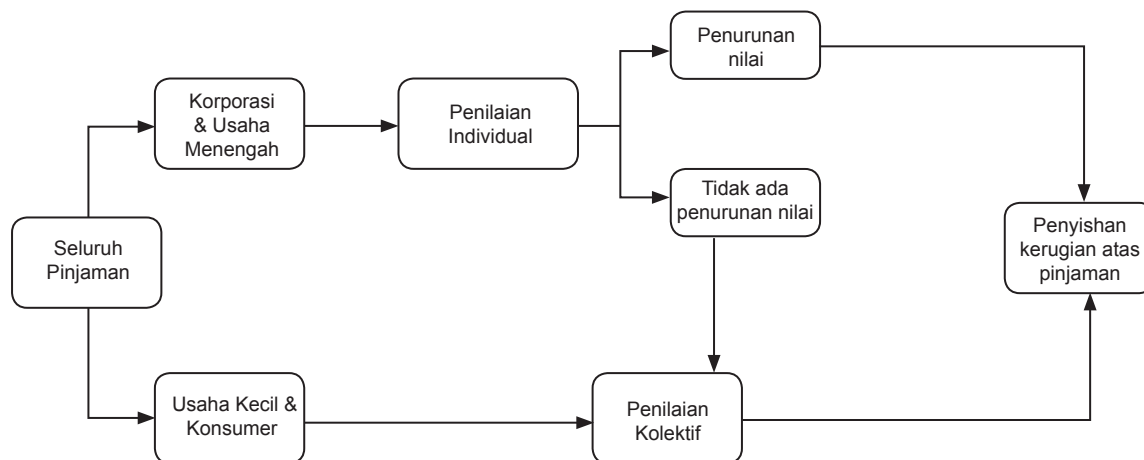 Penurunan
nilai
Korporasi
& Usaha
Menengah
Penilaian
Individual
Tidak ada
penurunan nilai
Seluruh
Pinjaman
Penyishan
kerugian atas
pinjaman
Usaha Kecil &
Konsumer
Penilaian
Kolektif